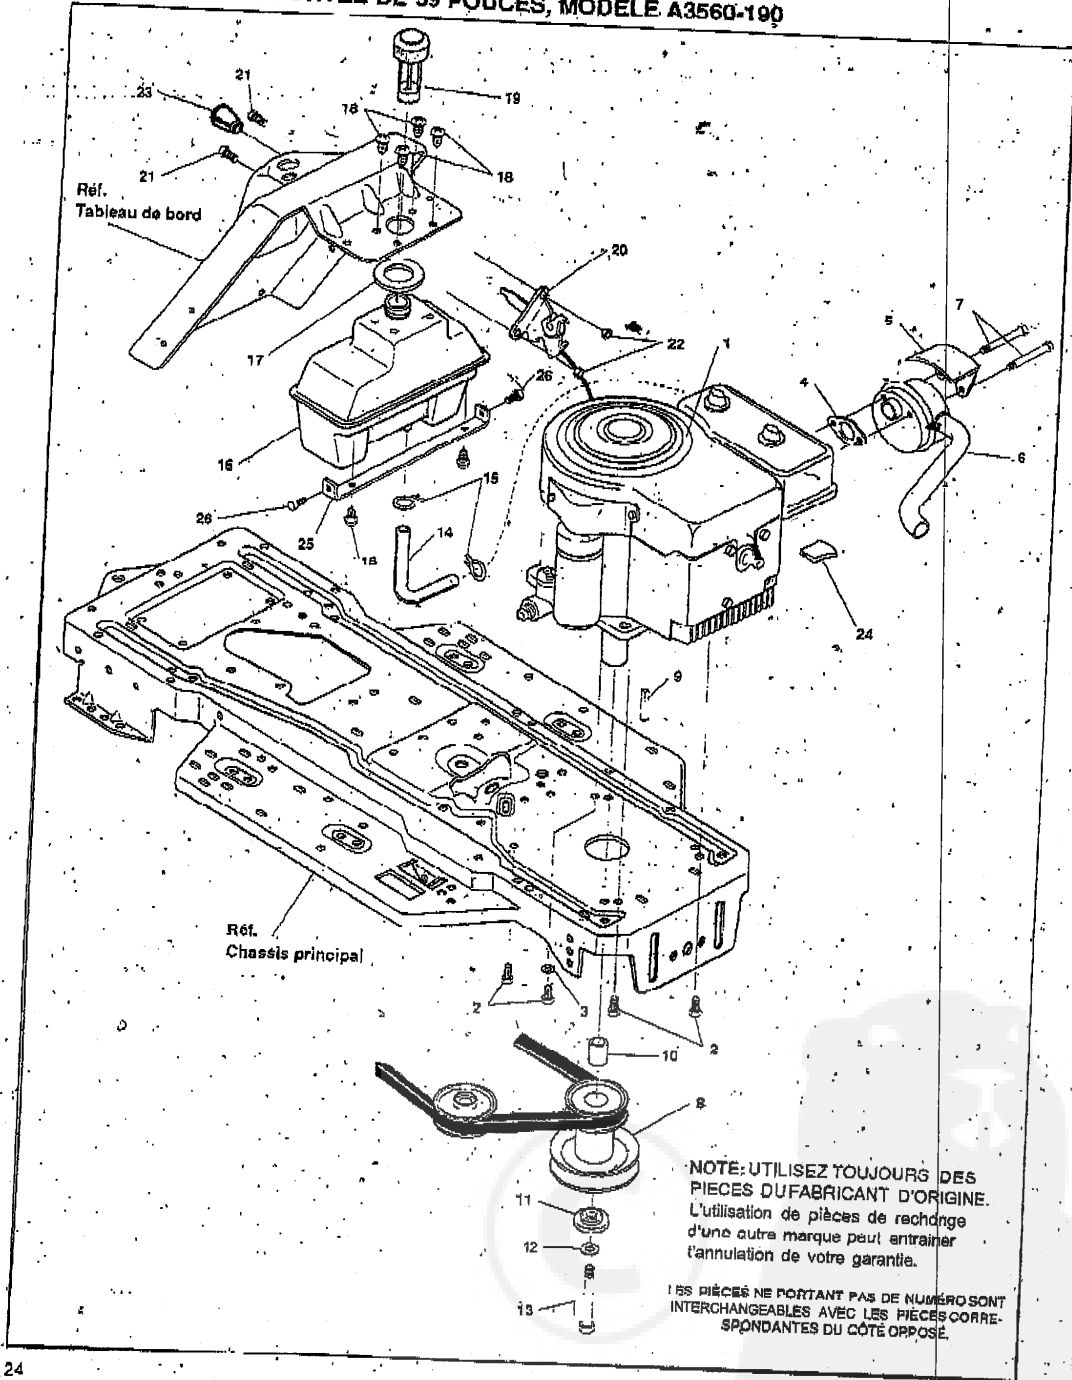 DE 39 POUCES, MODÈLE A3560-190
19
21
23
18
21
18
Réf.
Tableau de bord
20
7
5
17
22
1
26
4
16
6
15
26
14
25
18
24
9
Réf.
Chassis principal
2
3
2
10
8
NOTE: UTILISEZ TOUJOURS DES
PIECES DU FABRICANT D'ORIGINE.
L'utilisation de pièces de rechange
d'une autre marque peut entrainer
l'annulation de votre garantie.
11
12
13
LES PIÈCES NE PORTANT PAS DE NUMÉRO SONT
INTERCHANGEABLES AVEC LES PIÈCES CORRE-
SPONDANTES DU CÔTÉ OPPOSÉ.
24